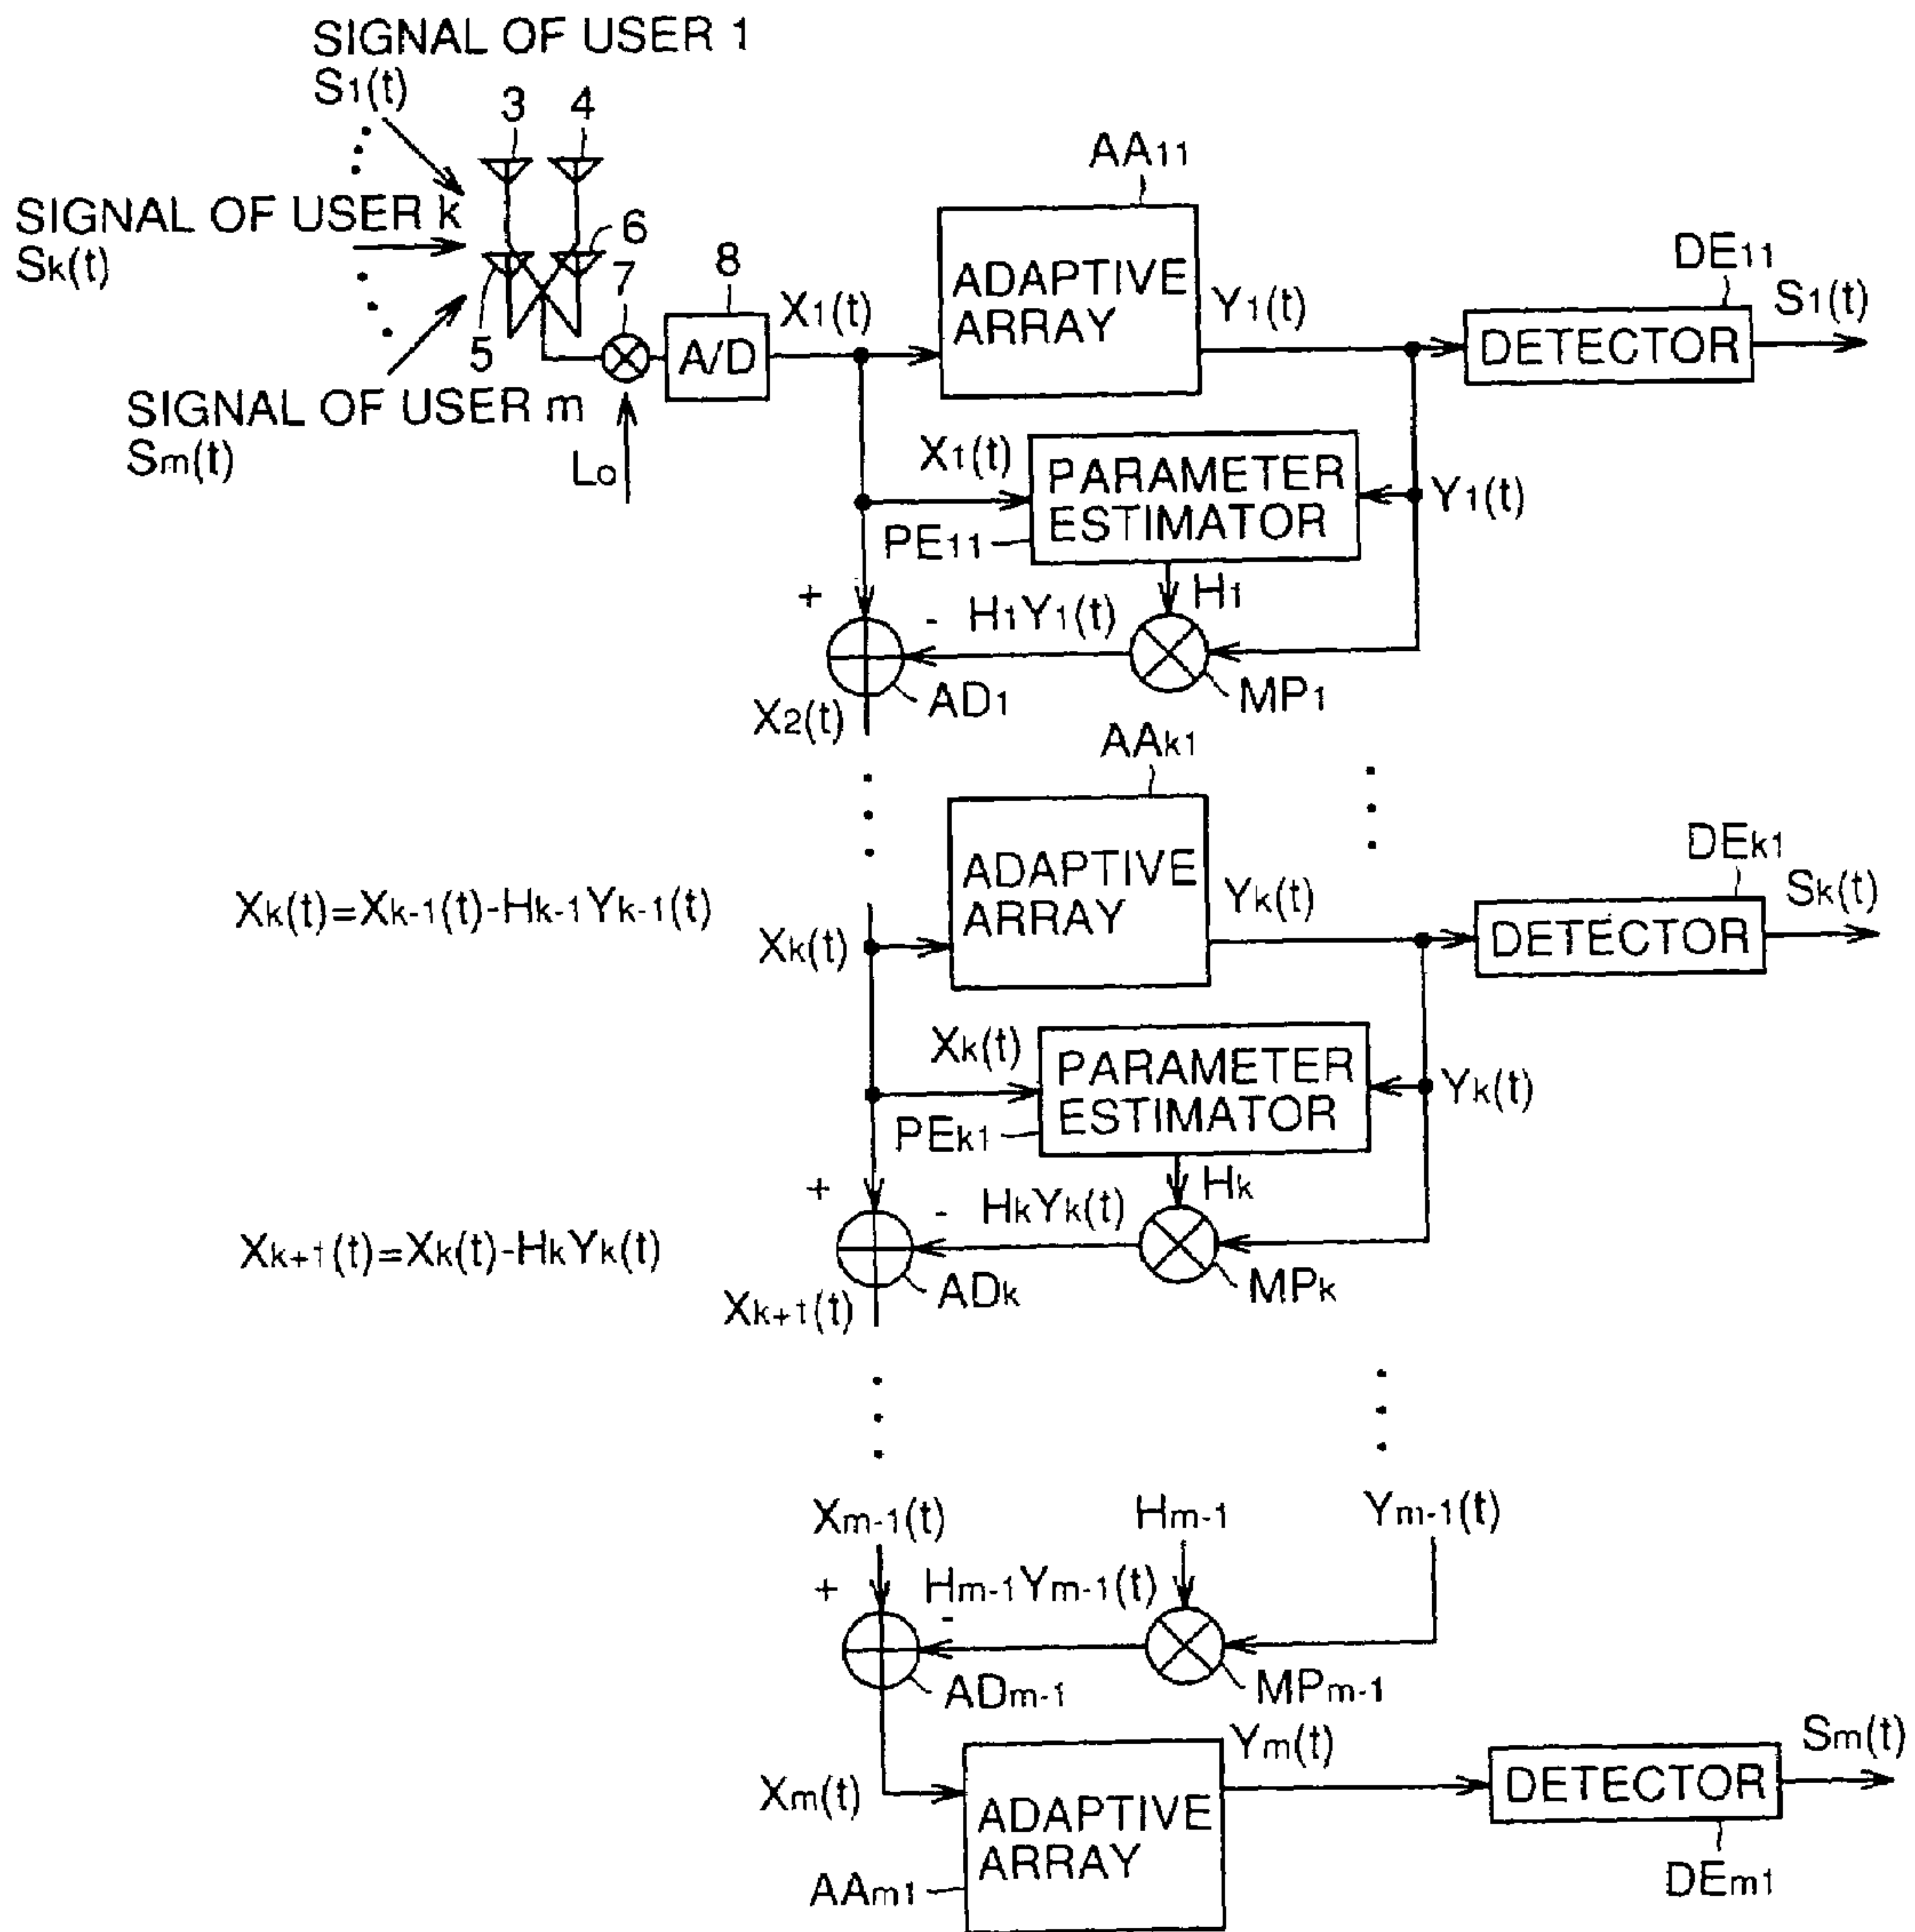 SIGNAL OF USER 1
S1(t)
3
4
SIGNAL OF USER k
Sk(t)
5
6
7
8
SIGNAL OF USER m
Sm(t)
Lo
A/D
X1(t)
AA11
ADAPTIVE
ARRAY
Y1(t)
DE11
DETECTOR
S1(t)
X1(t)
PARAMETER
ESTIMATOR
Y1(t)
PE11
H1
+
-
H1Y1(t)
AD1
MP1
X2(t)
AAk1
ADAPTIVE
ARRAY
Yk(t)
DEk1
DETECTOR
Sk(t)
Xk(t)=Xk-1(t)-Hk-1Yk-1(t)
Xk(t)
Xk(t)
PARAMETER
ESTIMATOR
Yk(t)
PEk1
Hk
+
-
HkYk(t)
Xk+1(t)=Xk(t)-HkYk(t)
ADk
MPk
Xk+1(t)
Xm-1(t)
Hm-1
Ym-1(t)
+
-
Hm-1Ym-1(t)
ADm-1
MPm-1
Xm(t)
ADAPTIVE
ARRAY
Ym(t)
DETECTOR
Sm(t)
AAm1
DEm1